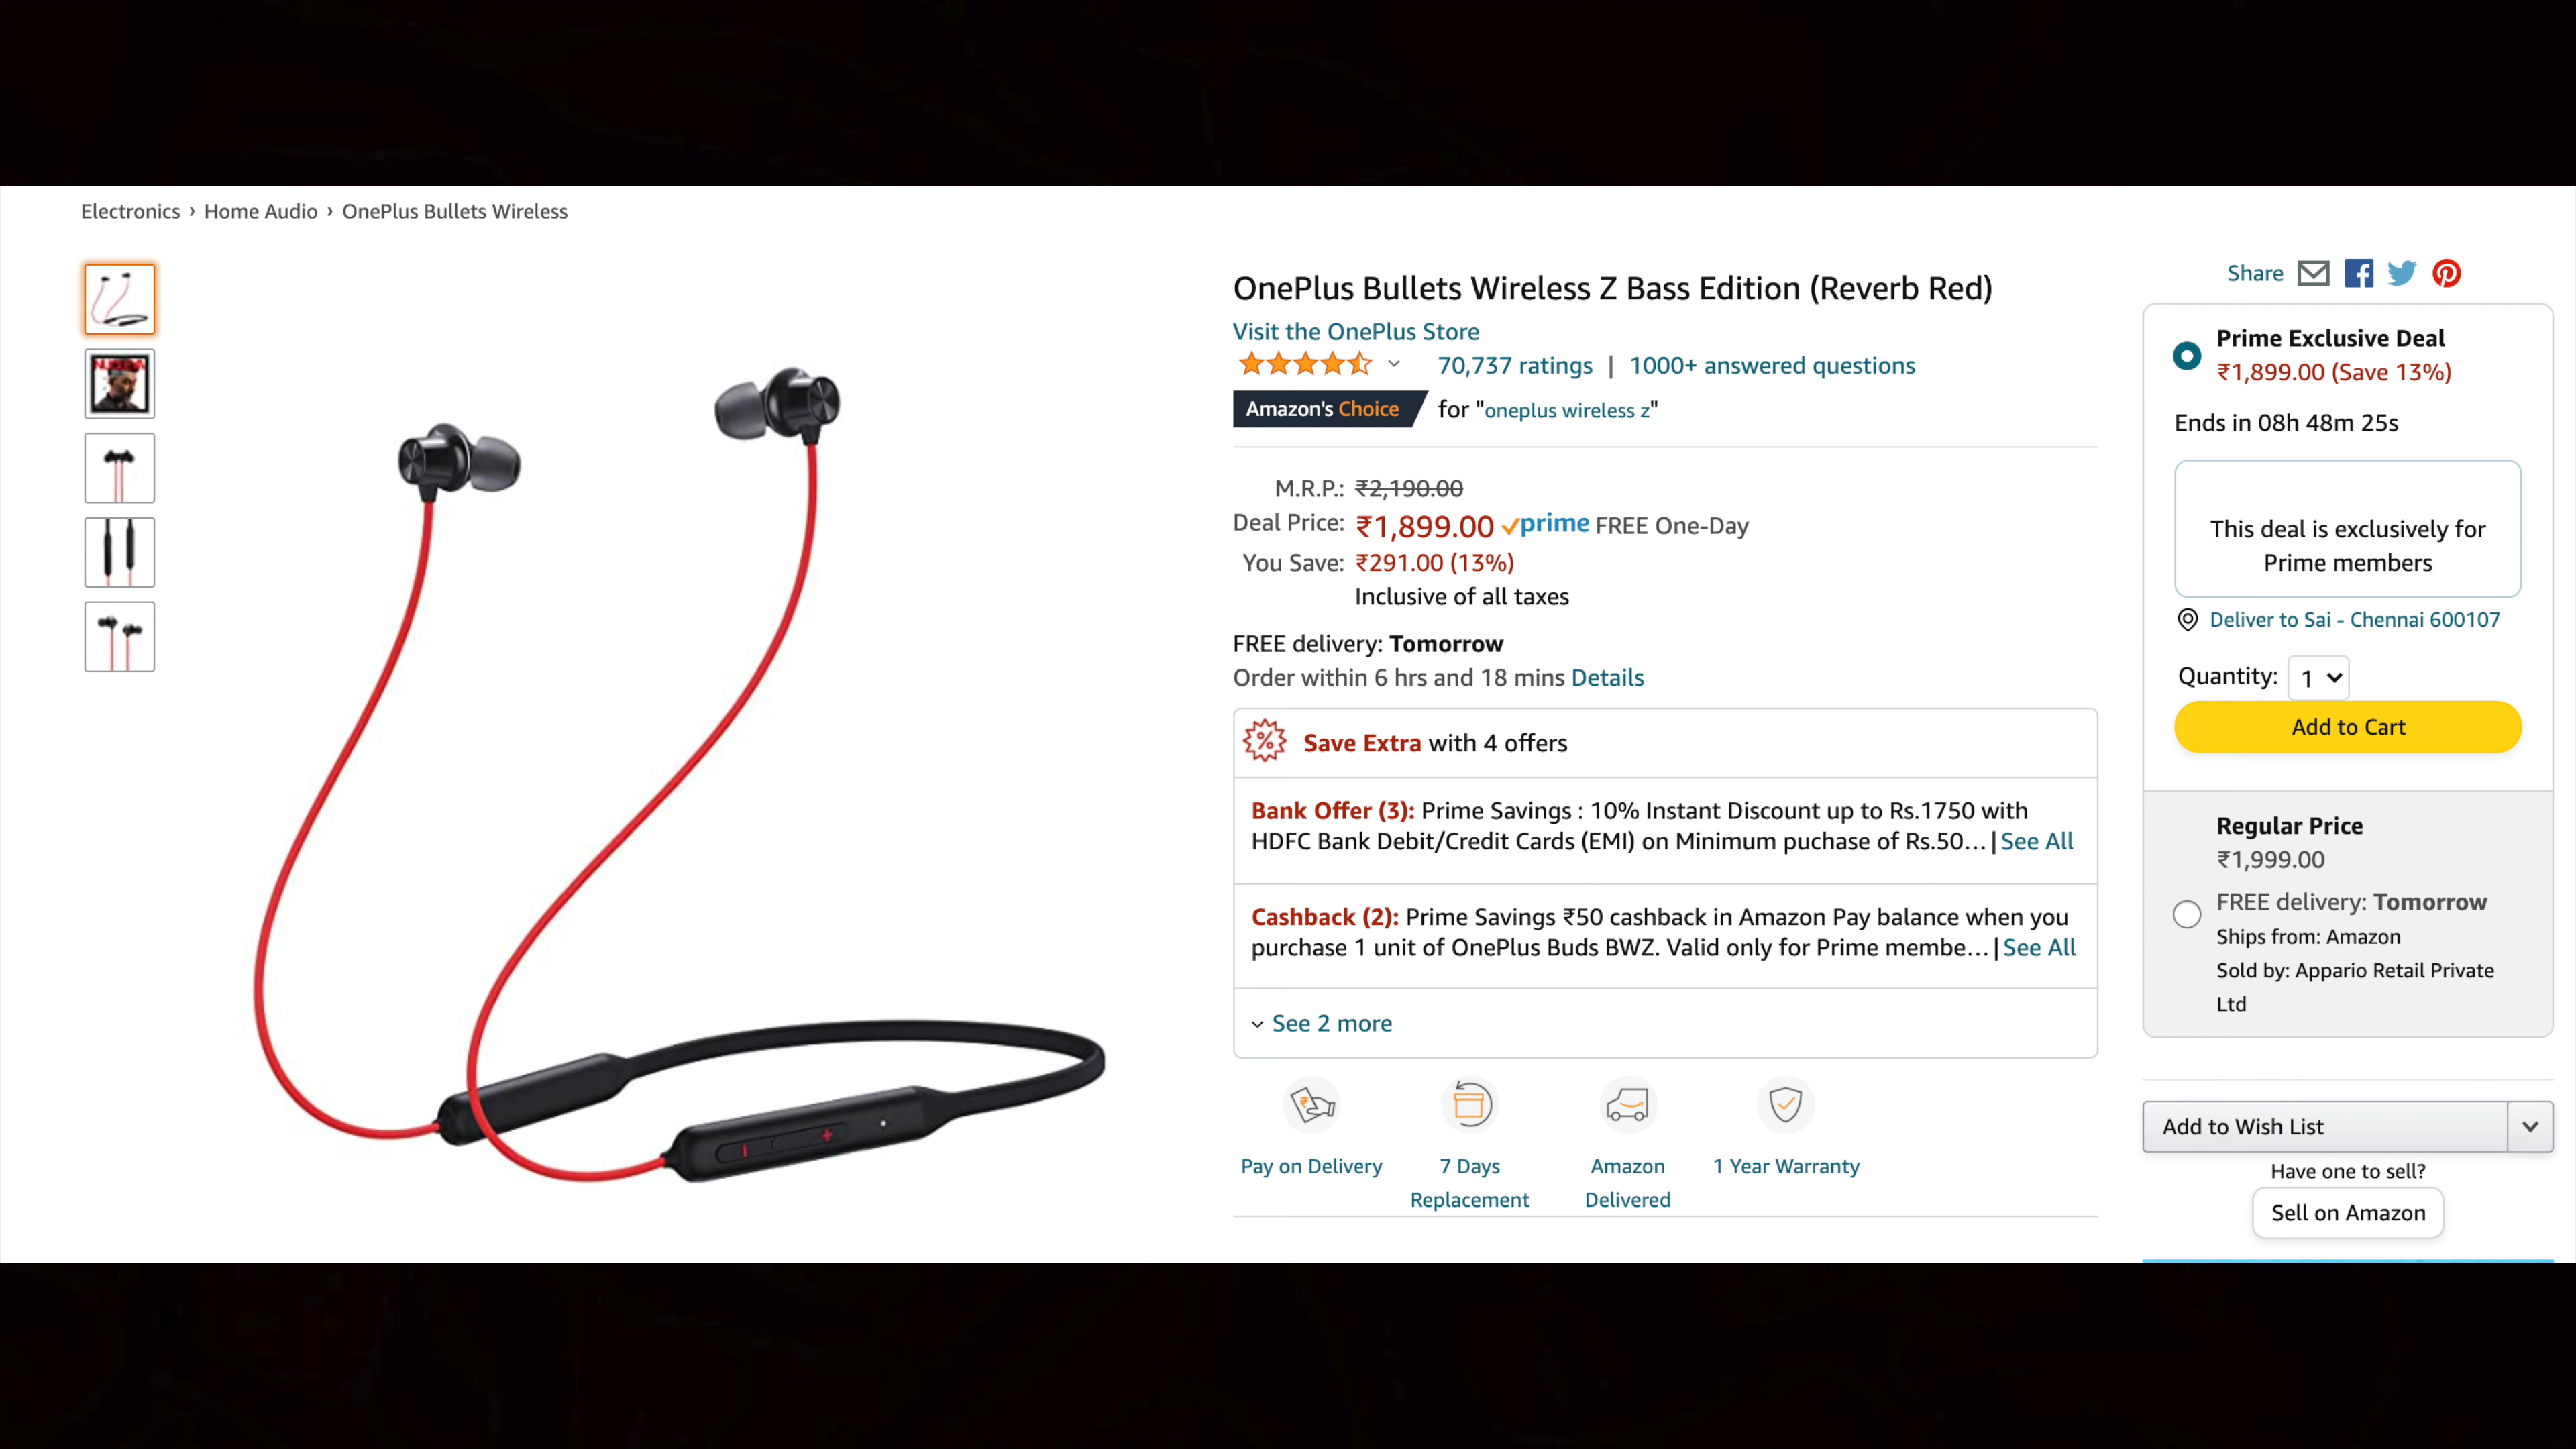 Electronics › Home Audio › OnePlus Bullets Wireless
OnePlus Bullets Wireless Z Bass Edition (Reverb Red)
Visit the OnePlus Store
70,737 ratings | 1000+ answered questions
Amazon's Choice for "oneplus wireless z"
M.R.P.: ₹2,190.00
Deal Price: ₹1,899.00 prime FREE One-Day
You Save: ₹291.00 (13%)
Inclusive of all taxes
FREE delivery: Tomorrow
Order within 6 hrs and 18 mins Details
Save Extra with 4 offers
Bank Offer (3): Prime Savings : 10% Instant Discount up to Rs.1750 with
HDFC Bank Debit/Credit Cards (EMI) on Minimum puchase of Rs.50... | See All
Cashback (2): Prime Savings ₹50 cashback in Amazon Pay balance when you
purchase 1 unit of OnePlus Buds BWZ. Valid only for Prime membe... | See All
See 2 more
Pay on Delivery
7 Days
Replacement
Amazon
Delivered
1 Year Warranty
Share
Prime Exclusive Deal
₹1,899.00 (Save 13%)
Ends in 08h 48m 25s
This deal is exclusively for
Prime members
Deliver to Sai - Chennai 600107
Quantity: 1
Add to Cart
Regular Price
₹1,999.00
FREE delivery: Tomorrow
Ships from: Amazon
Sold by: Appario Retail Private
Ltd
Add to Wish List
Have one to sell?
Sell on Amazon